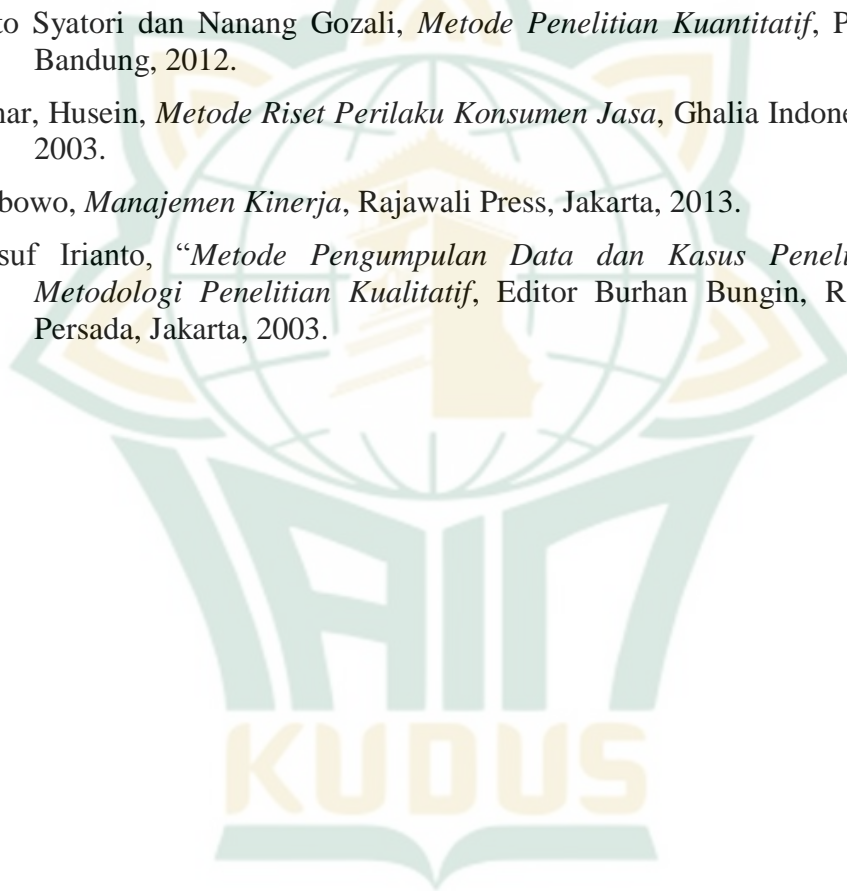 to Syatori dan Nanang Gozali, Metode Penelitian Kuantitatif, P
Bandung, 2012.
nar, Husein, Metode Riset Perilaku Konsumen Jasa, Ghalia Indone
2003.
bowo, Manajemen Kinerja, Rajawali Press, Jakarta, 2013.
suf Irianto, “Metode Pengumpulan Data dan Kasus Peneli
Metodologi Penelitian Kualitatif, Editor Burhan Bungin, R
Persada, Jakarta, 2003.
IAIN
KUDUS